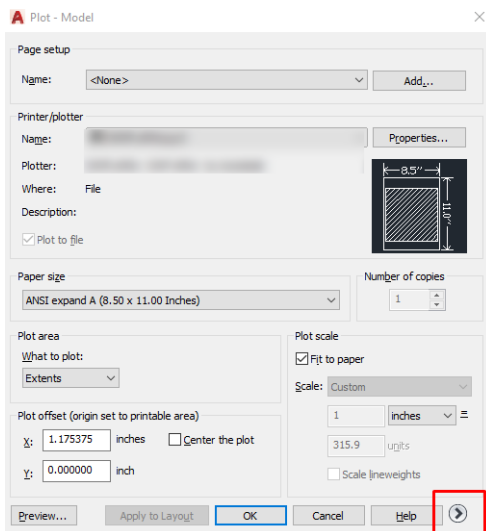 Plot - Model
Page setup
Name: <None> Add...
Printer/plotter
Name: Properties...
Plotter:
Where: File
Description:
Plot to file
8.5"
11.0"
Paper size
ANSI expand A (8.50 x 11.00 Inches)
Number of copies
1
Plot area
What to plot:
Extents
Plot scale
Fit to paper
Scale: Custom
1 inches =
315.9 units
Scale lineweights
Plot offset (origin set to printable area)
X: 1.175375 inches Center the plot
Y: 0.000000 inch
Preview... Apply to Layout OK Cancel Help